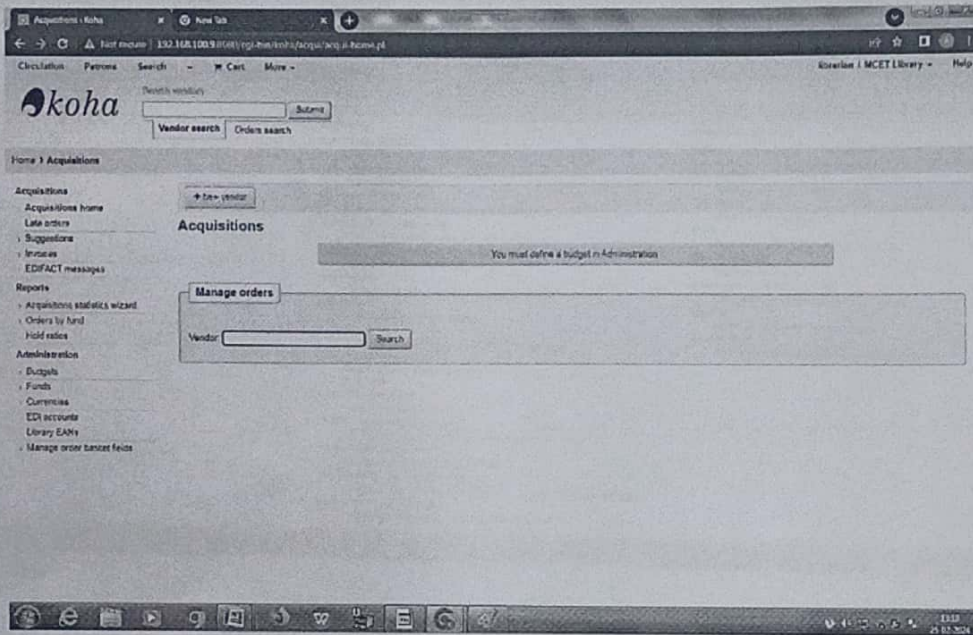 Acquisitions › Koha
New Tab
Not secure
Circulation Patrons Search Cart More
librarian | MCET Library Help
koha
Search vendors
Submit
Vendor search Orders search
Home › Acquisitions
Acquisitions
Acquisitions home
Late orders
Suggestions
Invoices
EDIFACT messages
Reports
Acquisitions statistics wizard
Orders by fund
Hold ratios
Administration
Budgets
Funds
Currencies
EDI accounts
Library EANs
Manage order basket fields
+ New vendor
Acquisitions
You must define a budget in Administration
Manage orders
Vendor: Search